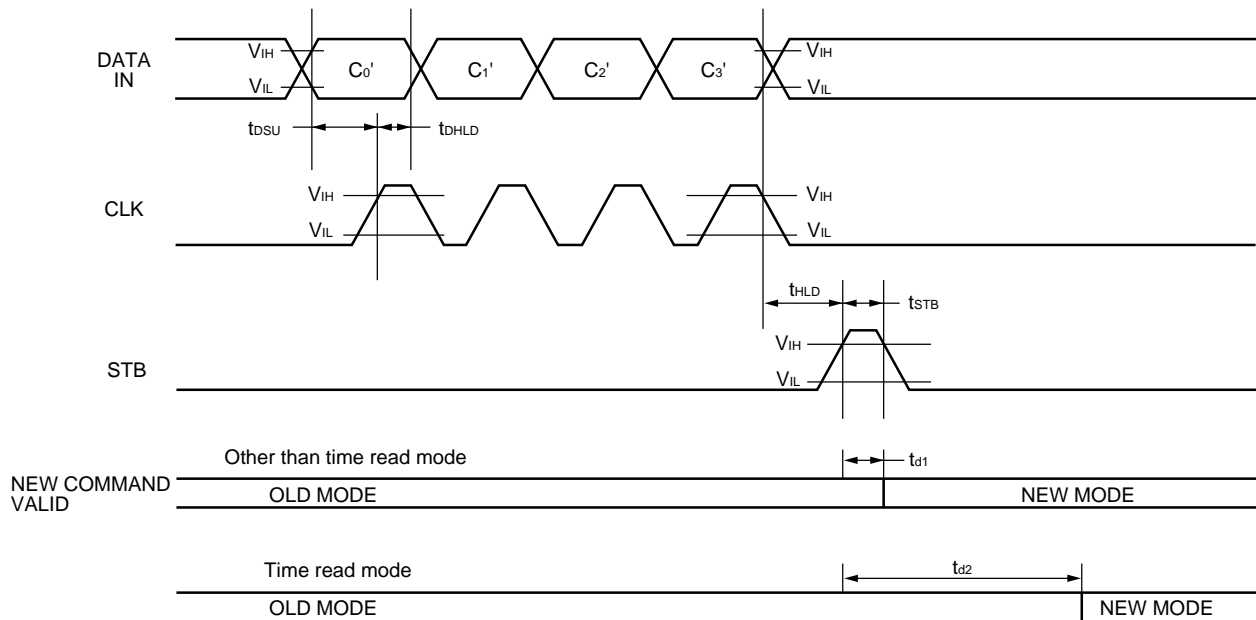 DATA
IN
VIH
VIL
C0'
C1'
C2'
C3'
VIH
VIL
tDSU
tDHLD
CLK
VIH
VIL
VIH
VIL
tHLD
tSTB
STB
VIH
VIL
Other than time read mode
td1
NEW COMMAND
VALID
OLD MODE
NEW MODE
Time read mode
td2
OLD MODE
NEW MODE